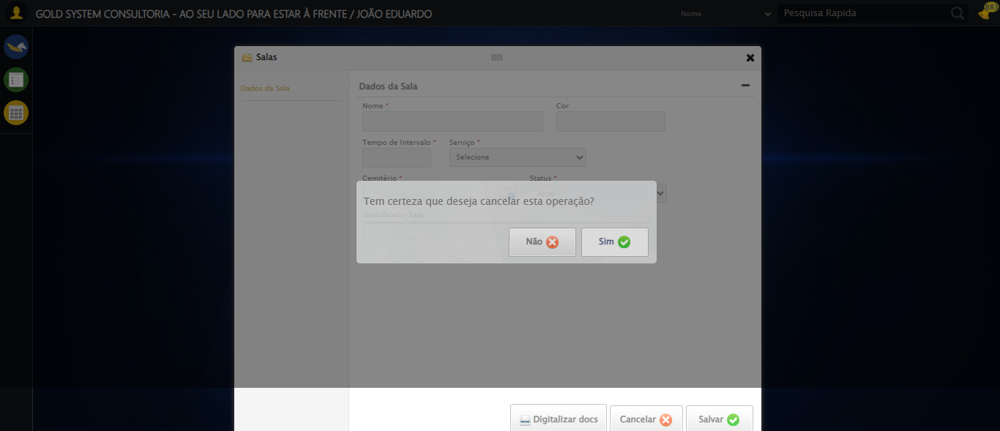 GOLD SYSTEM CONSULTORIA - AO SEU LADO PARA ESTAR À FRENTE / JOÃO EDUARDO
Nome
Pesquisa Rapida
883
Salas
Dados da Sala
Dados da Sala
Nome *
Cor
Tempo de Intervalo *
Serviço *
Selecione
Cemitério *
Status *
Ativo
Tem certeza que deseja cancelar esta operação?
Identificador Sala
Não
Sim
Digitalizar docs
Cancelar
Salvar